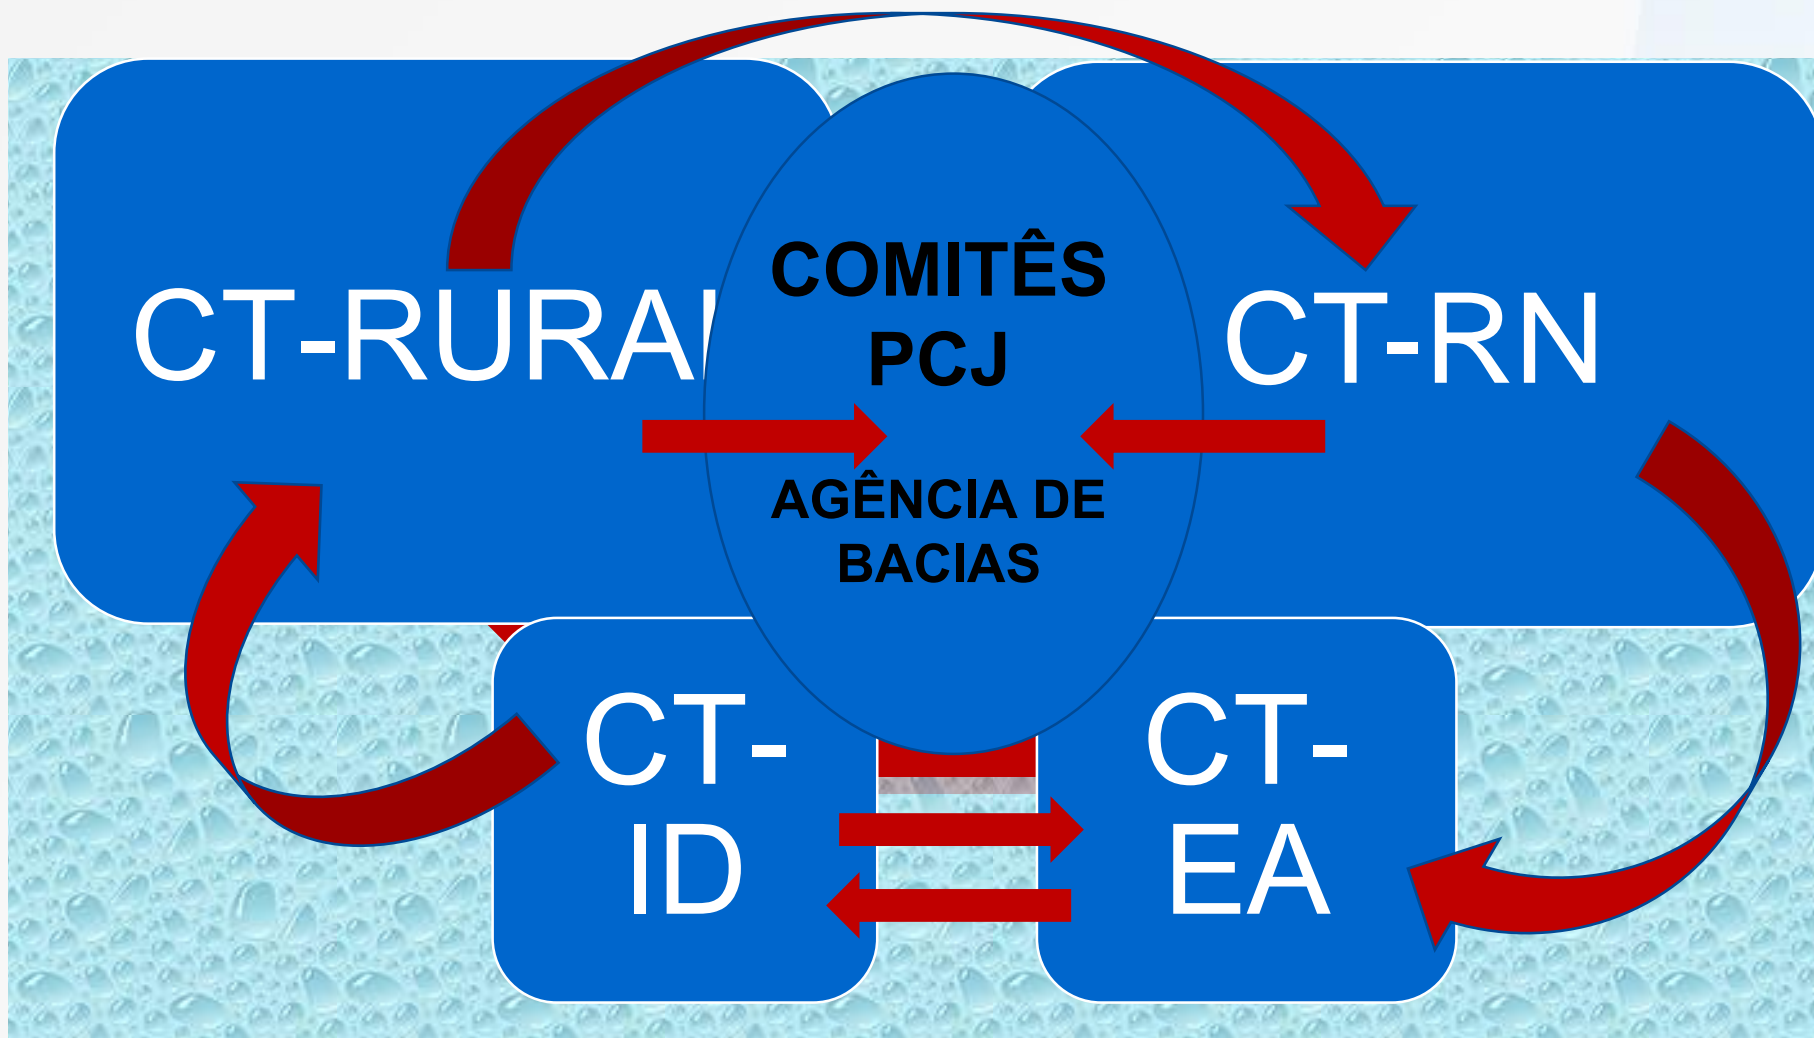 CT-RURAL
COMITÊS
PCJ
CT-RN
AGÊNCIA DE
BACIAS
CT-
ID
CT-
EA